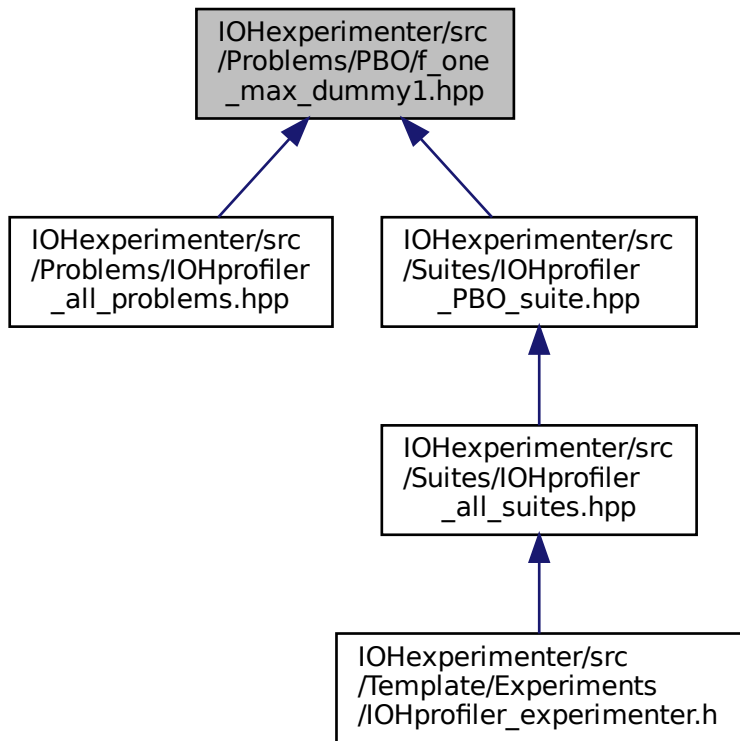 IOHexperimenter/src
/Problems/PBO/f_one
_max_dummy1.hpp
IOHexperimenter/src
/Problems/IOHprofiler
_all_problems.hpp
IOHexperimenter/src
/Suites/IOHprofiler
_PBO_suite.hpp
IOHexperimenter/src
/Suites/IOHprofiler
_all_suites.hpp
IOHexperimenter/src
/Template/Experiments
/IOHprofiler_experimenter.h